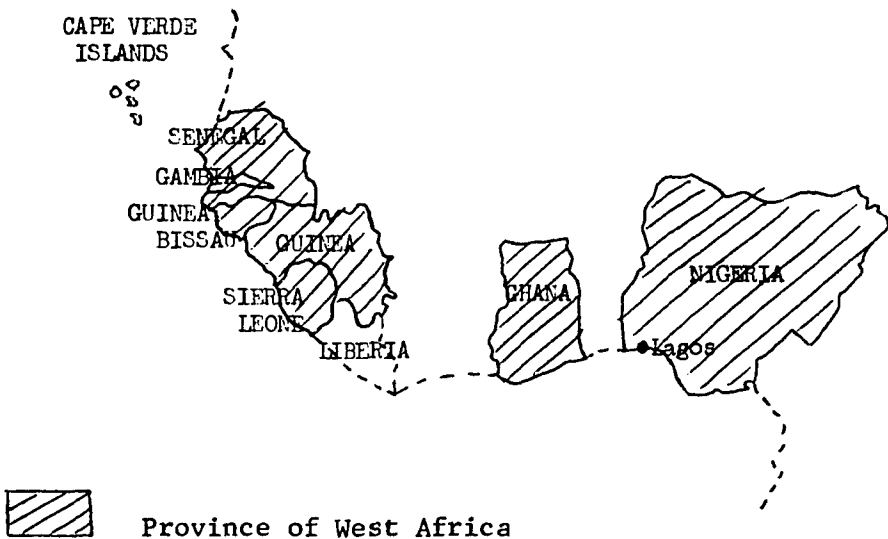 CAPE VERDE
ISLANDS
SENEGAL
GAMBIA
GUINEA
BISSAU
GUINEA
SIERRA
LEONE
LIBERIA
GHANA
NIGERIA
Lagos
Province of West Africa